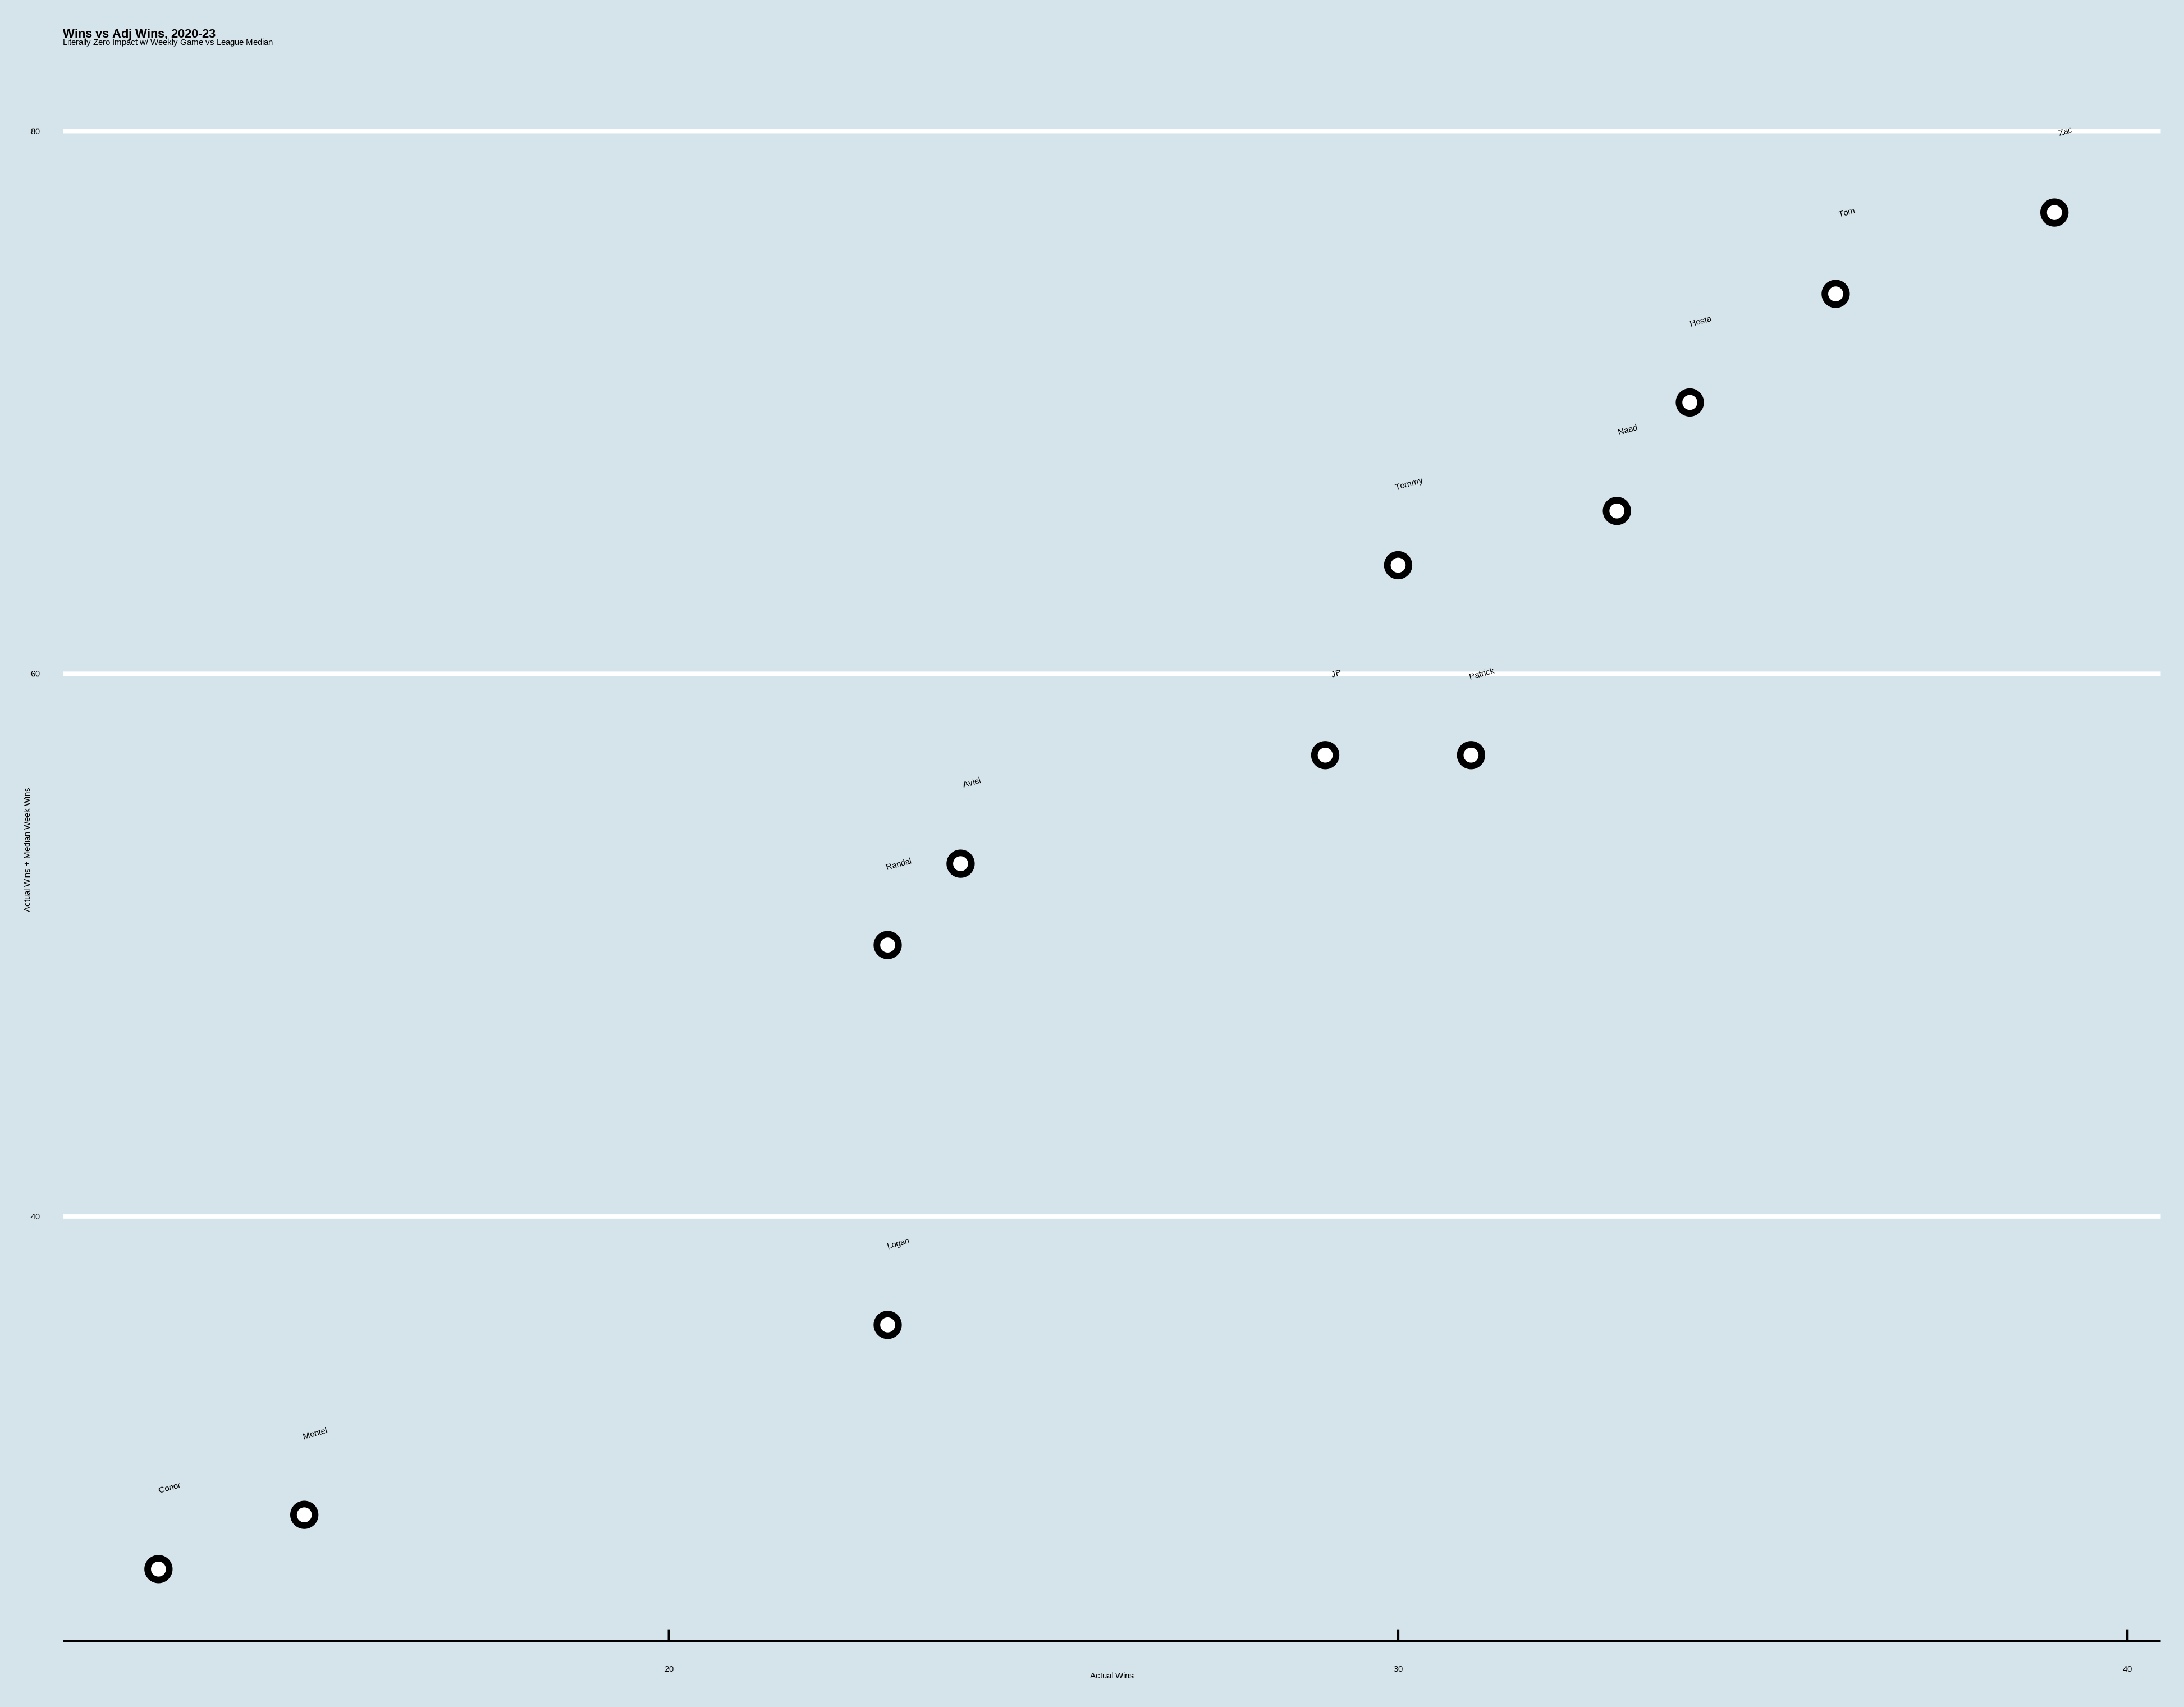 Wins vs Adj Wins, 2020-23
Literally Zero Impact w/ Weekly Game vs League Median
80
Zac
Tom
Hosta
Naad
Tommy
60
JP
Patrick
Aviel
Randal
Actual Wins + Median Week Wins
40
Logan
Montel
Conor
20
30
40
Actual Wins